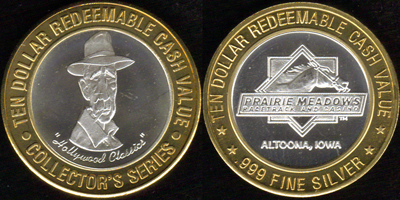 TEN DOLLAR REDEEMABLE CASH VALUE
"Hollywood Classics"
COLLECTOR'S SERIES
TEN DOLLAR REDEEMABLE CASH VALUE
PRAIRIE MEADOWS
RACETRACK AND CASINO
TM
ALTOONA, IOWA
.999 FINE SILVER